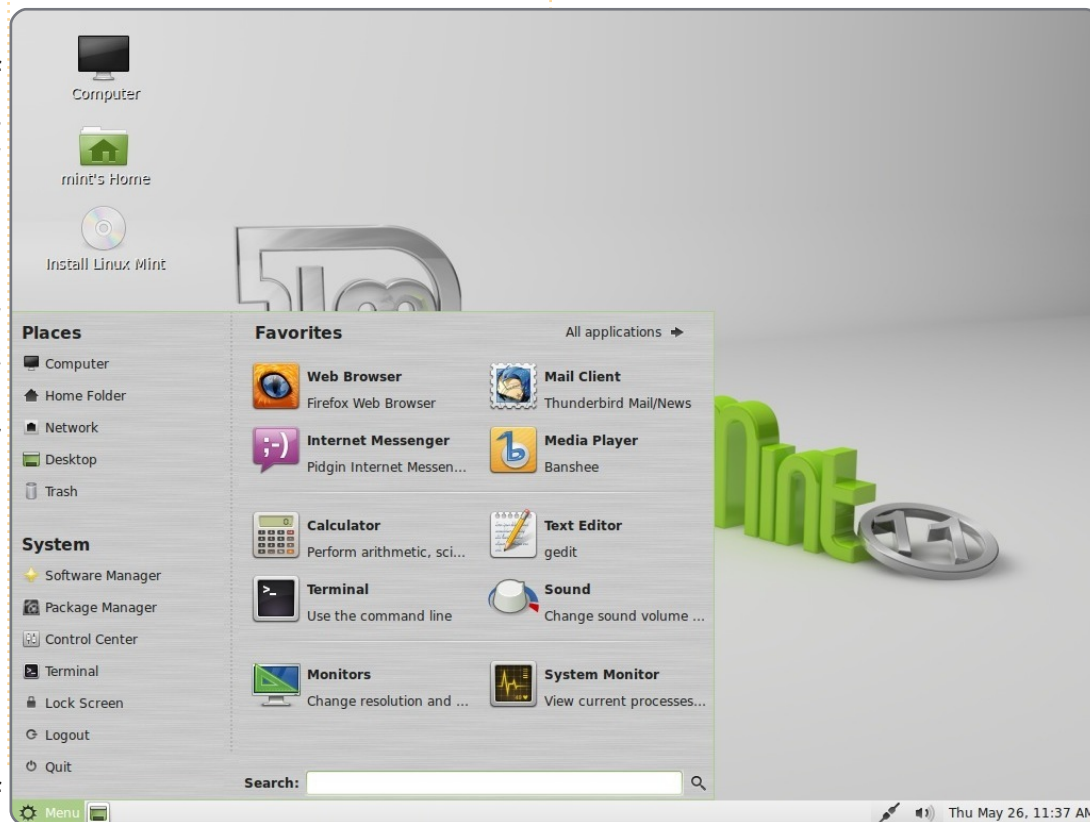 Computer
mint's Home
Install Linux Mint
Places
Computer
Home Folder
Network
Desktop
Trash
System
Software Manager
Package Manager
Control Center
Terminal
Lock Screen
Logout
Quit
Favorites
All applications
Web Browser
Firefox Web Browser
Mail Client
Thunderbird Mail/News
Internet Messenger
Pidgin Internet Messen...
Media Player
Banshee
Calculator
Perform arithmetic, sci...
Text Editor
gedit
Terminal
Use the command line
Sound
Change sound volume ...
Monitors
Change resolution and ...
System Monitor
View current processes...
Search:
Mint
11
Menu
Thu May 26, 11:37 AM